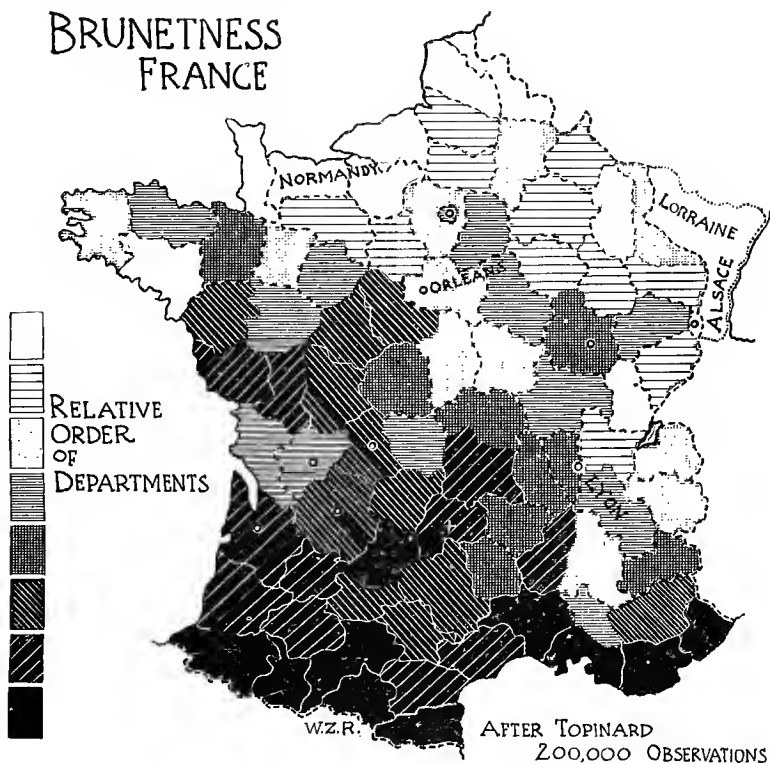 BRUNETNESS
FRANCE
NORMANDY
LORRAINE
ALSACE
ORLEANS
RELATIVE
ORDER
OF
DEPARTMENTS
LYON
W.Z.R.
AFTER TOPINARD
200,000 OBSERVATIONS